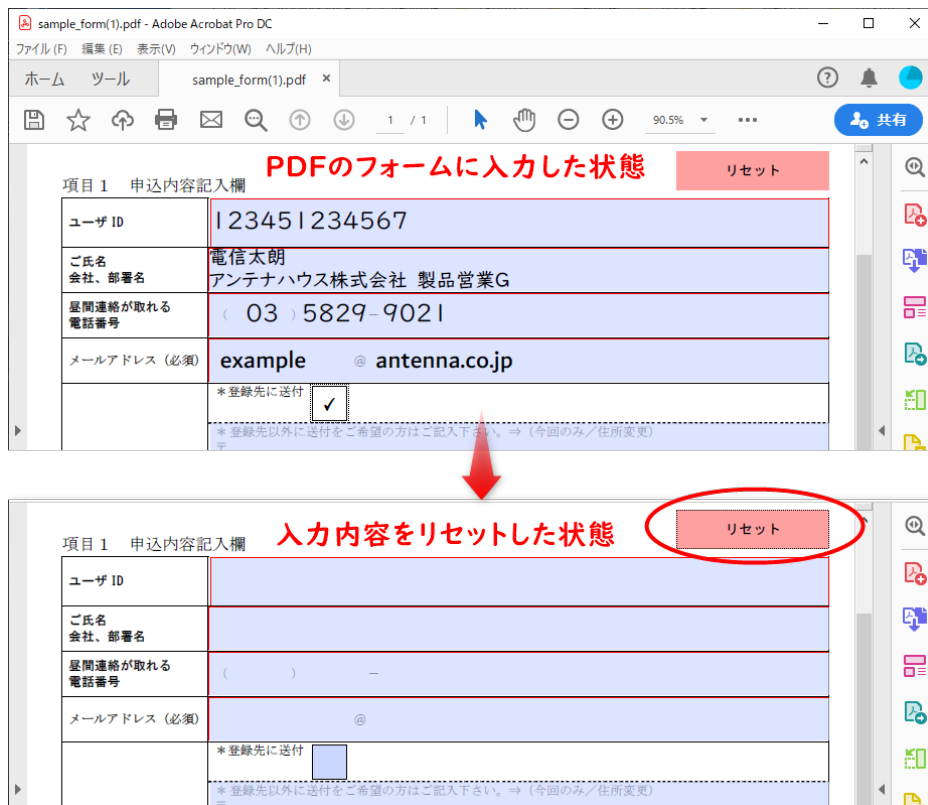 sample_form(1).pdf - Adobe Acrobat Pro DC
ファイル(F) 編集(E) 表示(V) ウィンドウ(W) ヘルプ(H)
ホーム ツール sample_form(1).pdf ×
1 / 1 90.5% 共有
PDFのフォームに入力した状態
リセット
項目1 申込内容記入欄
ユーザ ID
123451234567
ご氏名
会社、部署名
電信太朗
アンテナハウス株式会社 製品営業G
昼間連絡が取れる
電話番号
( 03 ) 5829-9021
メールアドレス（必須）
example @ antenna.co.jp
＊登録先に送付 ✓
＊登録先以外に送付をご希望の方はご記入下さい。⇒（今回のみ／住所変更）
〒
入力内容をリセットした状態
リセット
項目1 申込内容記入欄
ユーザ ID
ご氏名
会社、部署名
昼間連絡が取れる
電話番号
( ) －
メールアドレス（必須）
@
＊登録先に送付
＊登録先以外に送付をご希望の方はご記入下さい。⇒（今回のみ／住所変更）